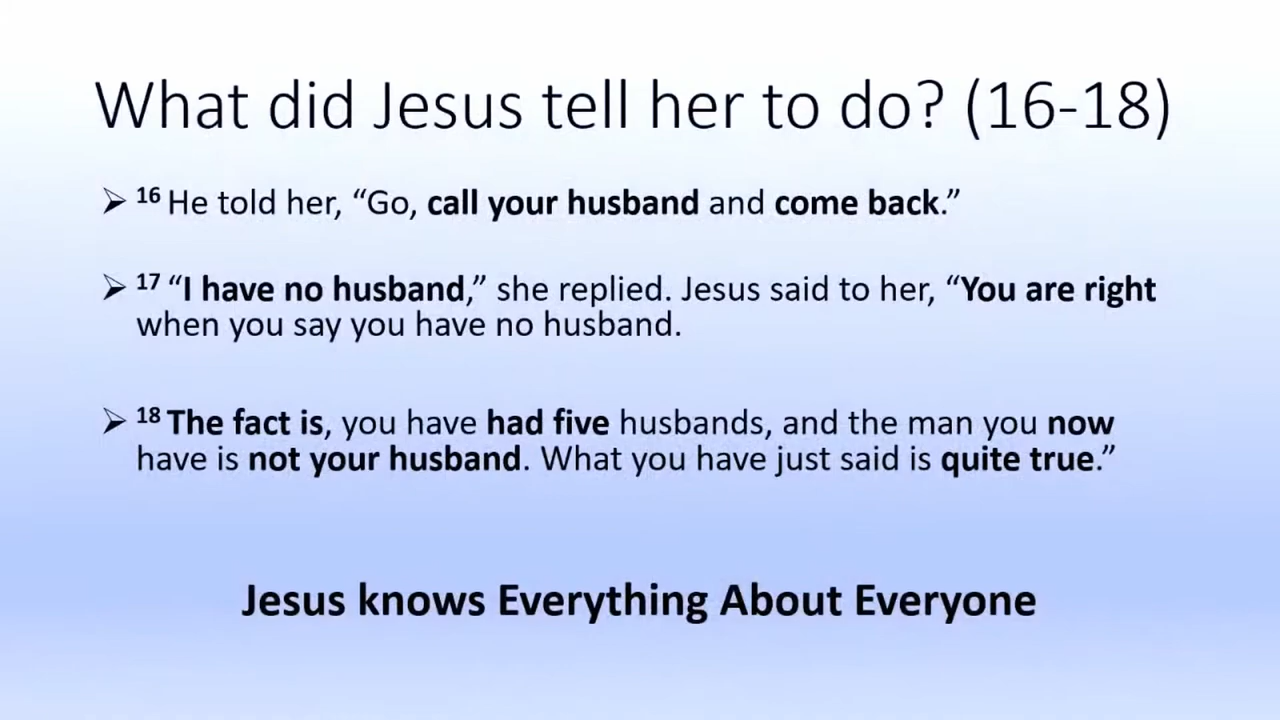 What did Jesus tell her to do? (16-18)
➢ 16 He told her, “Go, call your husband and come back.”
➢ 17 “I have no husband,” she replied. Jesus said to her, “You are right
when you say you have no husband.
➢ 18 The fact is, you have had five husbands, and the man you now
have is not your husband. What you have just said is quite true.”
Jesus knows Everything About Everyone